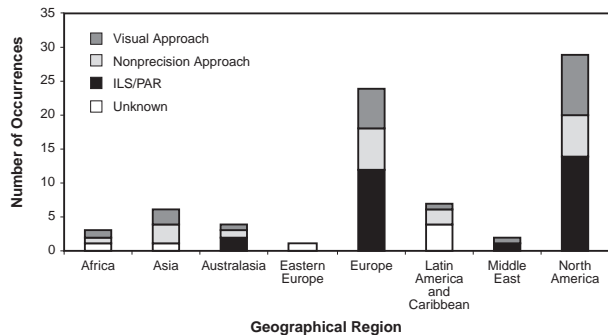 35
30
25
20
15
10
5
0
Number of Occurrences
Visual Approach
Nonprecision Approach
ILS/PAR
Unknown
Africa
Asia
Australasia
Eastern
Europe
Europe
Latin
America
and
Caribbean
Middle
East
North
America
Geographical Region